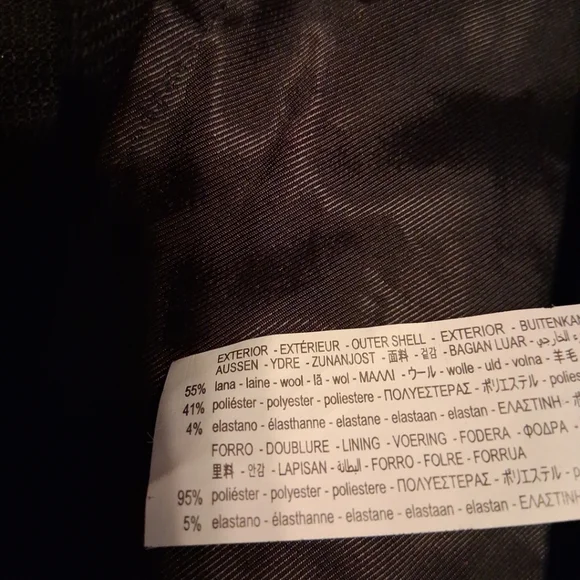 EXTERIOR - EXTÉRIEUR - OUTER SHELL - EXTERIOR - BUITENKAN
AUSSEN - YDRE - ZUNANJOST - 面料 - 겉감 - BAGIAN LUAR -
55% lana - laine - wool - lã - wol - ΜΑΛΛΙ - ウール - wolle - uld - volna - 羊毛
41% poliéster - polyester - poliestere - ΠΟΛΥΕΣΤΕΡΑΣ - ポリエステル - polies
4% elastano - élasthanne - elastane - elastaan - elastan - ΕΛΑΣΤΙΝΗ -
FORRO - DOUBLURE - LINING - VOERING - FODERA - ΦΟΔΡΑ -
里料 - 안감 - LAPISAN - البطانة - FORRO - FOLRE - FORRUA
95% poliéster - polyester - poliestere - ΠΟΛΥΕΣΤΕΡΑΣ - ポリエステル - p
5% elastano - élasthanne - elastane - elastaan - elastan - ΕΛΑΣΤΙΝΗ